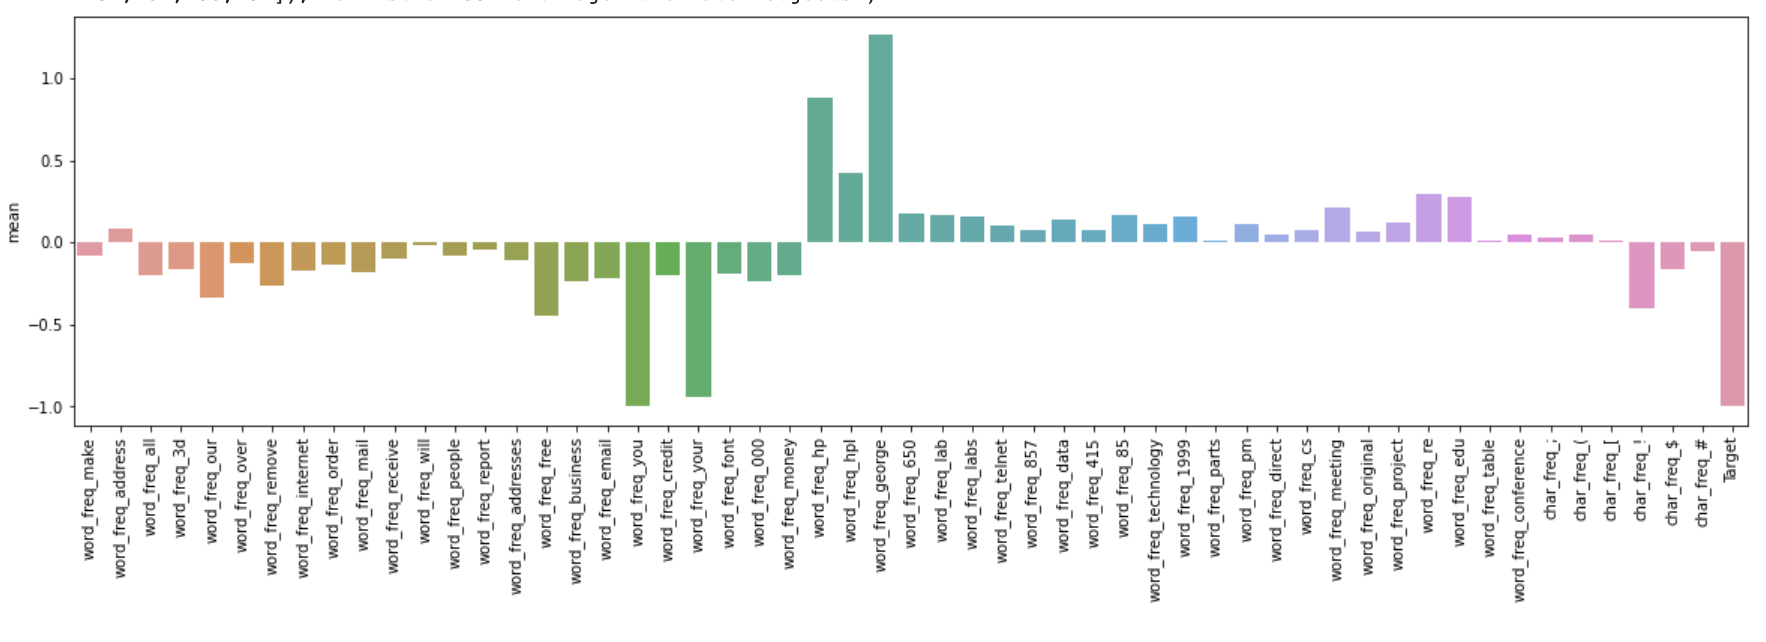 1.0
0.5
0.0
−0.5
−1.0
mean
word_freq_make
word_freq_address
word_freq_all
word_freq_3d
word_freq_our
word_freq_over
word_freq_remove
word_freq_internet
word_freq_order
word_freq_mail
word_freq_receive
word_freq_will
word_freq_people
word_freq_report
word_freq_addresses
word_freq_free
word_freq_business
word_freq_email
word_freq_you
word_freq_credit
word_freq_your
word_freq_font
word_freq_000
word_freq_money
word_freq_hp
word_freq_hpl
word_freq_george
word_freq_650
word_freq_lab
word_freq_labs
word_freq_telnet
word_freq_857
word_freq_data
word_freq_415
word_freq_85
word_freq_technology
word_freq_1999
word_freq_parts
word_freq_pm
word_freq_direct
word_freq_cs
word_freq_meeting
word_freq_original
word_freq_project
word_freq_re
word_freq_edu
word_freq_table
word_freq_conference
char_freq_;
char_freq_(
char_freq_[
char_freq_!
char_freq_$
char_freq_#
Target